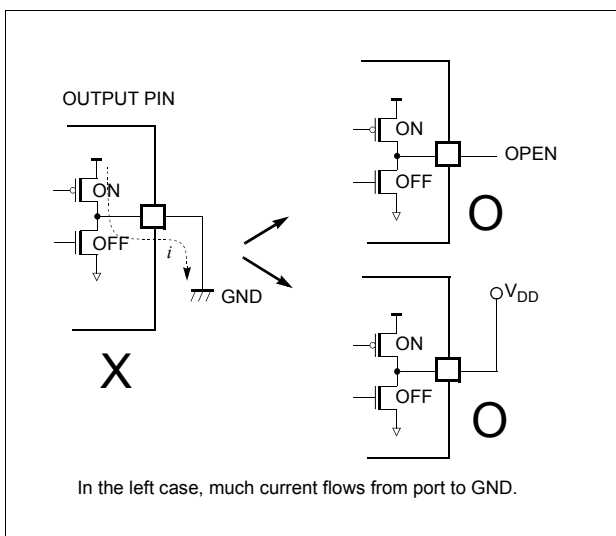 OUTPUT PIN
ON
OFF
i
GND
X
ON
OFF
OPEN
O
VDD
ON
OFF
O
In the left case, much current flows from port to GND.